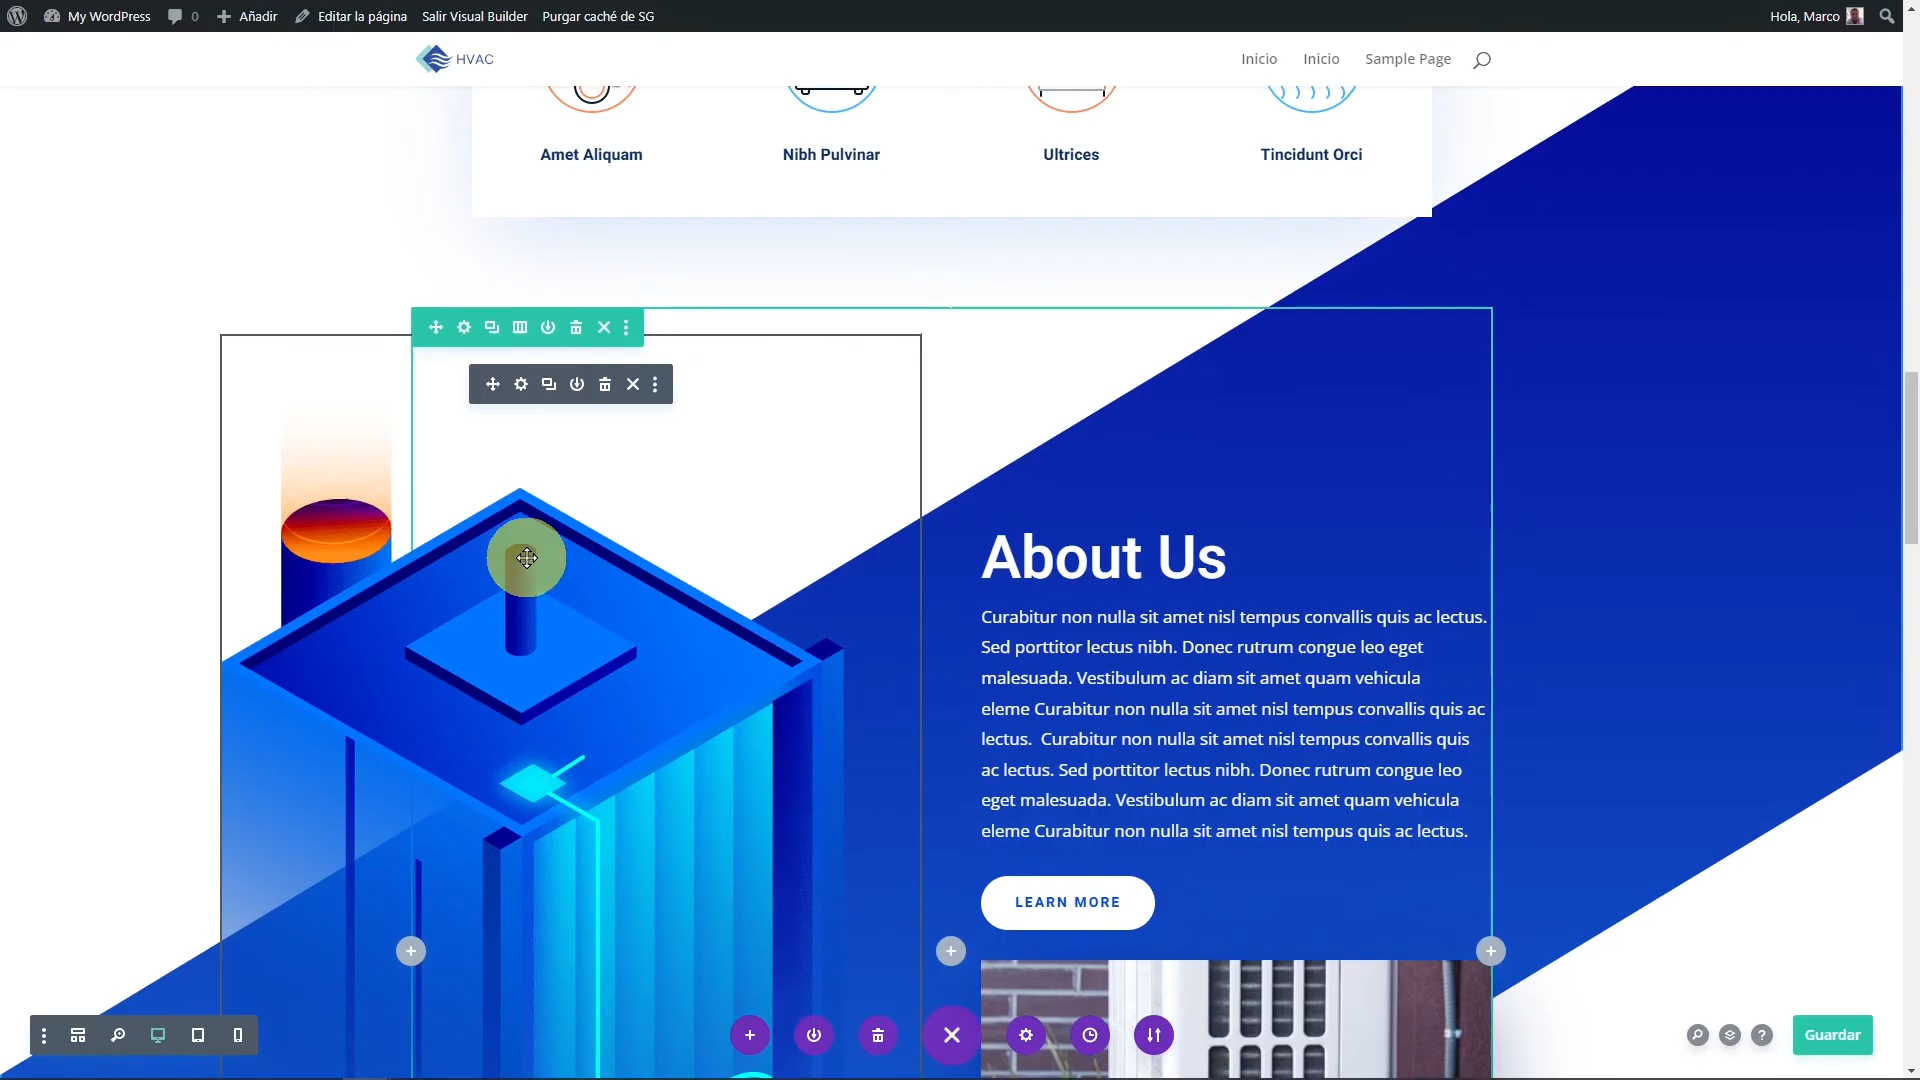 My WordPress
0
Añadir
Editar la página
Salir Visual Builder
Purgar caché de SG
Hola, Marco
HVAC
Inicio
Inicio
Sample Page
Amet Aliquam
Nibh Pulvinar
Ultrices
Tincidunt Orci
About Us
Curabitur non nulla sit amet nisl tempus convallis quis ac lectus.
Sed porttitor lectus nibh. Donec rutrum congue leo eget
malesuada. Vestibulum ac diam sit amet quam vehicula
eleme Curabitur non nulla sit amet nisl tempus convallis quis ac
lectus.  Curabitur non nulla sit amet nisl tempus convallis quis
ac lectus. Sed porttitor lectus nibh. Donec rutrum congue leo
eget malesuada. Vestibulum ac diam sit amet quam vehicula
eleme Curabitur non nulla sit amet nisl tempus quis ac lectus.
LEARN MORE
Guardar